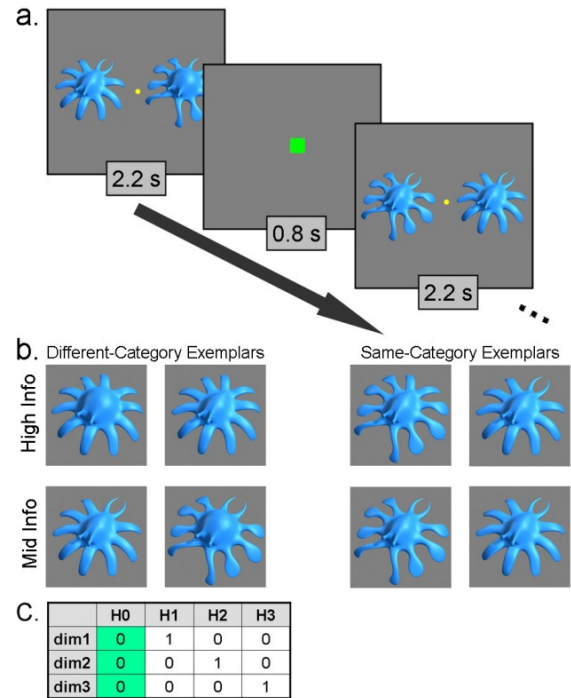 a.
2.2 s
0.8 s
2.2 s
b.
Different-Category Exemplars
Same-Category Exemplars
High Info
Mid Info
C.
H0 H1 H2 H3
dim1 0 1 0 0
dim2 0 0 1 0
dim3 0 0 0 1